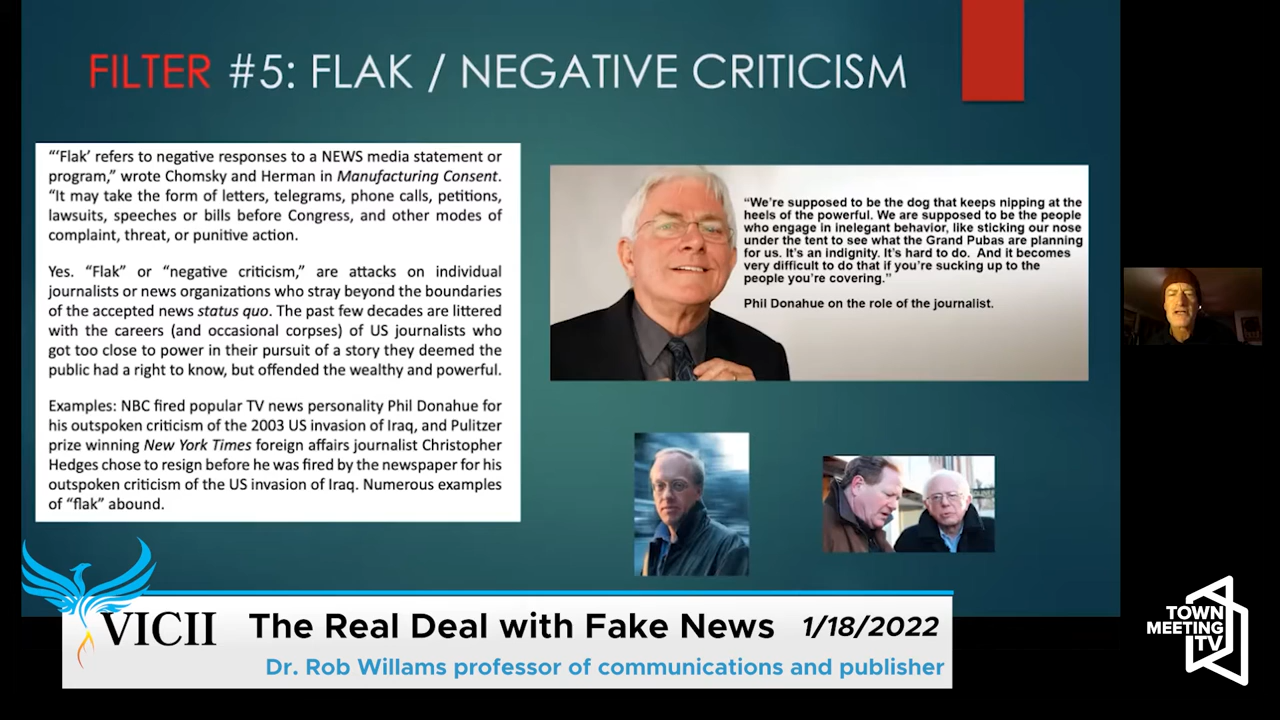 FILTER #5: FLAK / NEGATIVE CRITICISM
“‘Flak’ refers to negative responses to a NEWS media statement or
program,” wrote Chomsky and Herman in Manufacturing Consent.
“It may take the form of letters, telegrams, phone calls, petitions,
lawsuits, speeches or bills before Congress, and other modes of
complaint, threat, or punitive action.
Yes. “Flak” or “negative criticism,” are attacks on individual
journalists or news organizations who stray beyond the boundaries
of the accepted news status quo. The past few decades are littered
with the careers (and occasional corpses) of US journalists who
got too close to power in their pursuit of a story they deemed the
public had a right to know, but offended the wealthy and powerful.
Examples: NBC fired popular TV news personality Phil Donahue for
his outspoken criticism of the 2003 US invasion of Iraq, and Pulitzer
prize winning New York Times foreign affairs journalist Christopher
Hedges chose to resign before he was fired by the newspaper for his
outspoken criticism of the US invasion of Iraq. Numerous examples
of “flak” abound.
“We’re supposed to be the dog that keeps nipping at the
heels of the powerful. We are supposed to be the people
who engage in inelegant behavior, like sticking our nose
under the tent to see what the Grand Pubas are planning
for us. It’s an indignity. It’s hard to do.  And it becomes
very difficult to do that if you’re sucking up to the
people you’re covering.”
Phil Donahue on the role of the journalist.
VICII
The Real Deal with Fake News 1/18/2022
Dr. Rob Willams professor of communications and publisher
TOWN
MEETING
TV